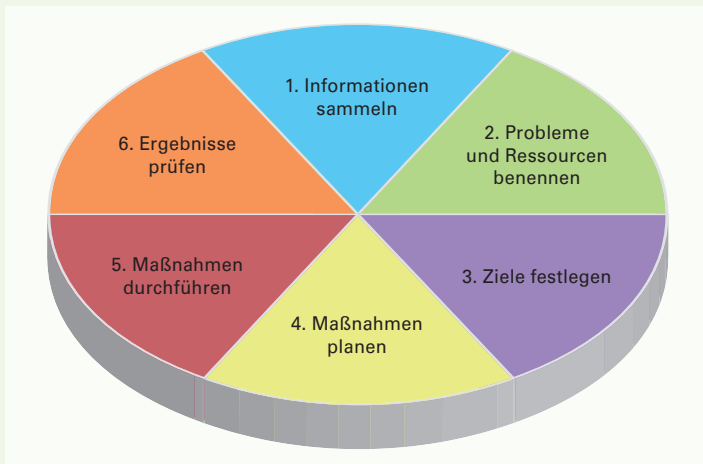 1. Informationen
sammeln
2. Probleme
und Ressourcen
benennen
3. Ziele festlegen
4. Maßnahmen
planen
5. Maßnahmen
durchführen
6. Ergebnisse
prüfen